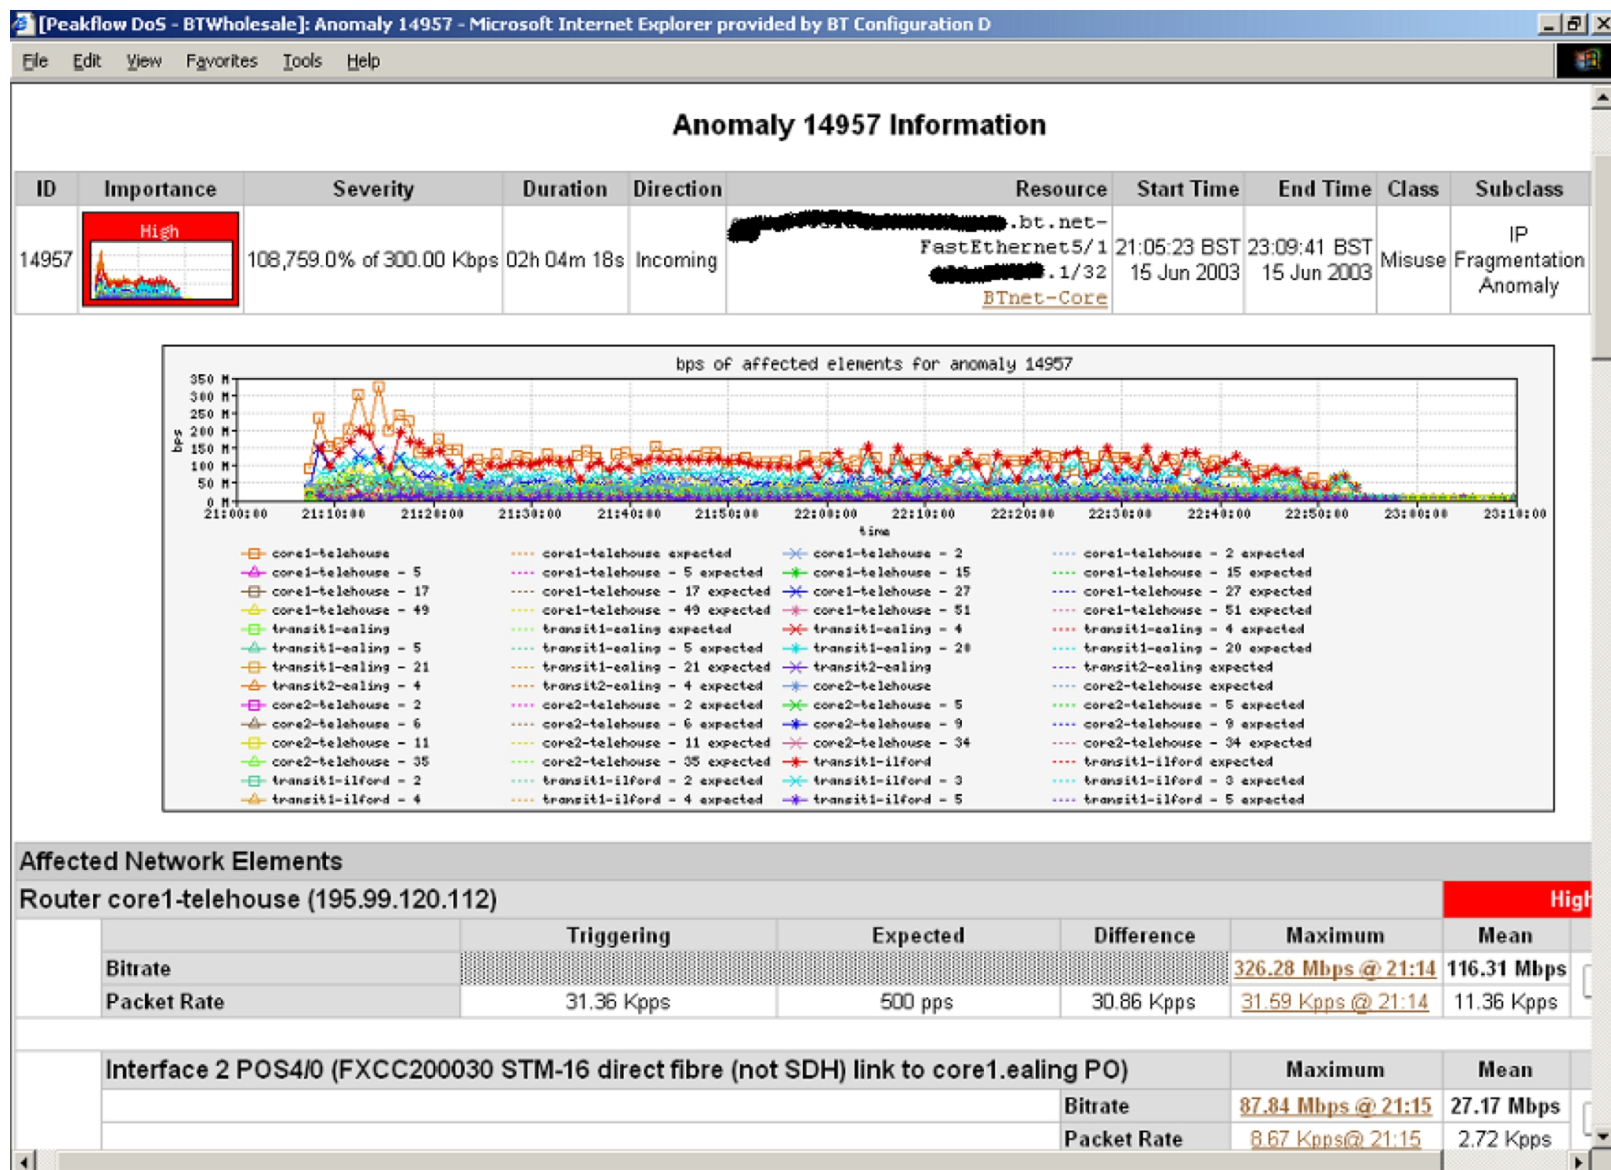 [Peakflow DoS - BTWholesale]: Anomaly 14957 - Microsoft Internet Explorer provided by BT Configuration D
File Edit View Favorites Tools Help
Anomaly 14957 Information
ID Importance Severity Duration Direction Resource Start Time End Time Class Subclass
14957 High 108,759.0% of 300.00 Kbps 02h 04m 18s Incoming .bt.net-
FastEthernet5/1
.1/32
BTnet-Core
21:05:23 BST
15 Jun 2003
23:09:41 BST
15 Jun 2003
Misuse
IP
Fragmentation
Anomaly
bps of affected elements for anomaly 14957
350 M
300 M
250 M
200 M
150 M
100 M
50 M
0 M
bps
21:00:00 21:10:00 21:20:00 21:30:00 21:40:00 21:50:00 22:00:00 22:10:00 22:20:00 22:30:00 22:40:00 22:50:00 23:00:00 23:10:00
time
core1-telehouse core1-telehouse expected core1-telehouse - 2 core1-telehouse - 2 expected
core1-telehouse - 5 core1-telehouse - 5 expected core1-telehouse - 15 core1-telehouse - 15 expected
core1-telehouse - 17 core1-telehouse - 17 expected core1-telehouse - 27 core1-telehouse - 27 expected
core1-telehouse - 49 core1-telehouse - 49 expected core1-telehouse - 51 core1-telehouse - 51 expected
transit1-ealing transit1-ealing expected transit1-ealing - 4 transit1-ealing - 4 expected
transit1-ealing - 5 transit1-ealing - 5 expected transit1-ealing - 20 transit1-ealing - 20 expected
transit1-ealing - 21 transit1-ealing - 21 expected transit2-ealing transit2-ealing expected
transit2-ealing - 4 transit2-ealing - 4 expected core2-telehouse core2-telehouse expected
core2-telehouse - 2 core2-telehouse - 2 expected core2-telehouse - 5 core2-telehouse - 5 expected
core2-telehouse - 6 core2-telehouse - 6 expected core2-telehouse - 9 core2-telehouse - 9 expected
core2-telehouse - 11 core2-telehouse - 11 expected core2-telehouse - 34 core2-telehouse - 34 expected
core2-telehouse - 35 core2-telehouse - 35 expected transit1-ilford transit1-ilford expected
transit1-ilford - 2 transit1-ilford - 2 expected transit1-ilford - 3 transit1-ilford - 3 expected
transit1-ilford - 4 transit1-ilford - 4 expected transit1-ilford - 5 transit1-ilford - 5 expected
Affected Network Elements
Router core1-telehouse (195.99.120.112) High
Triggering Expected Difference Maximum Mean
Bitrate 326.28 Mbps @ 21:14 116.31 Mbps
Packet Rate 31.36 Kpps 500 pps 30.86 Kpps 31.59 Kpps @ 21:14 11.36 Kpps
Interface 2 POS4/0 (FXCC200030 STM-16 direct fibre (not SDH) link to core1.ealing PO) Maximum Mean
Bitrate 87.84 Mbps @ 21:15 27.17 Mbps
Packet Rate 8.67 Kpps@ 21:15 2.72 Kpps